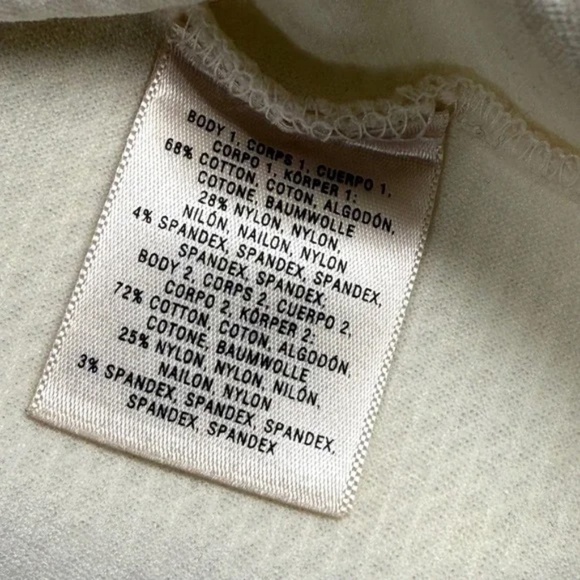 BODY 1, CORPS 1, CUERPO 1,
CORPO 1, KÖRPER 1:
68% COTTON, COTON, ALGODÓN,
COTONE, BAUMWOLLE
28% NYLON, NYLON,
NILÓN, NAILON, NYLON
4% SPANDEX, SPANDEX, SPANDEX,
SPANDEX, SPANDEX,
BODY 2, CORPS 2, CUERPO 2,
CORPO 2, KÖRPER 2:
72% COTTON, COTON, ALGODÓN,
COTONE, BAUMWOLLE
25% NYLON, NYLON, NILÓN,
NAILON, NYLON
3% SPANDEX, SPANDEX, SPANDEX,
SPANDEX, SPANDEX